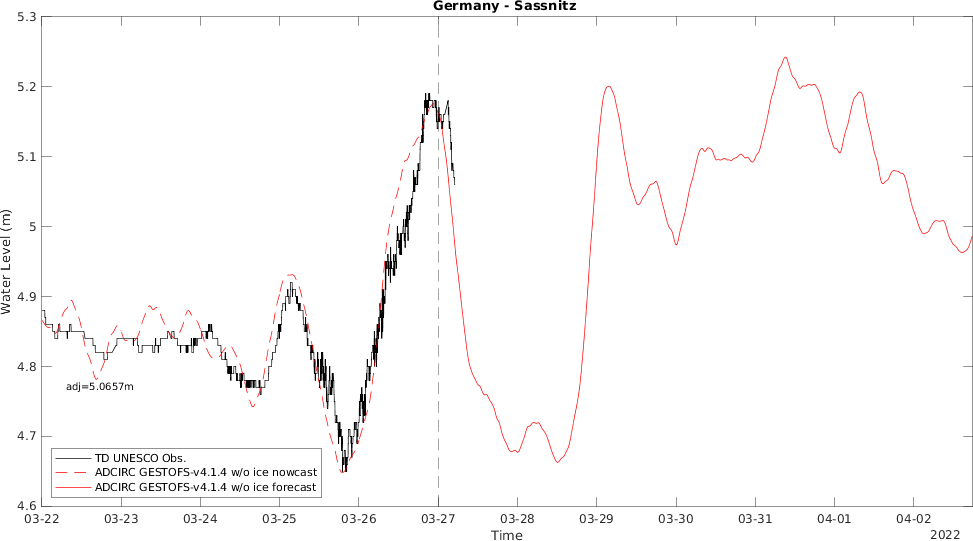 Germany - Sassnitz
5.3
5.2
5.1
5
4.9
4.8
4.7
4.6
Water Level (m)
adj=5.0657m
TD UNESCO Obs.
ADCIRC GESTOFS-v4.1.4 w/o ice nowcast
ADCIRC GESTOFS-v4.1.4 w/o ice forecast
03-22 03-23 03-24 03-25 03-26 03-27 03-28 03-29 03-30 03-31 04-01 04-02
Time
2022